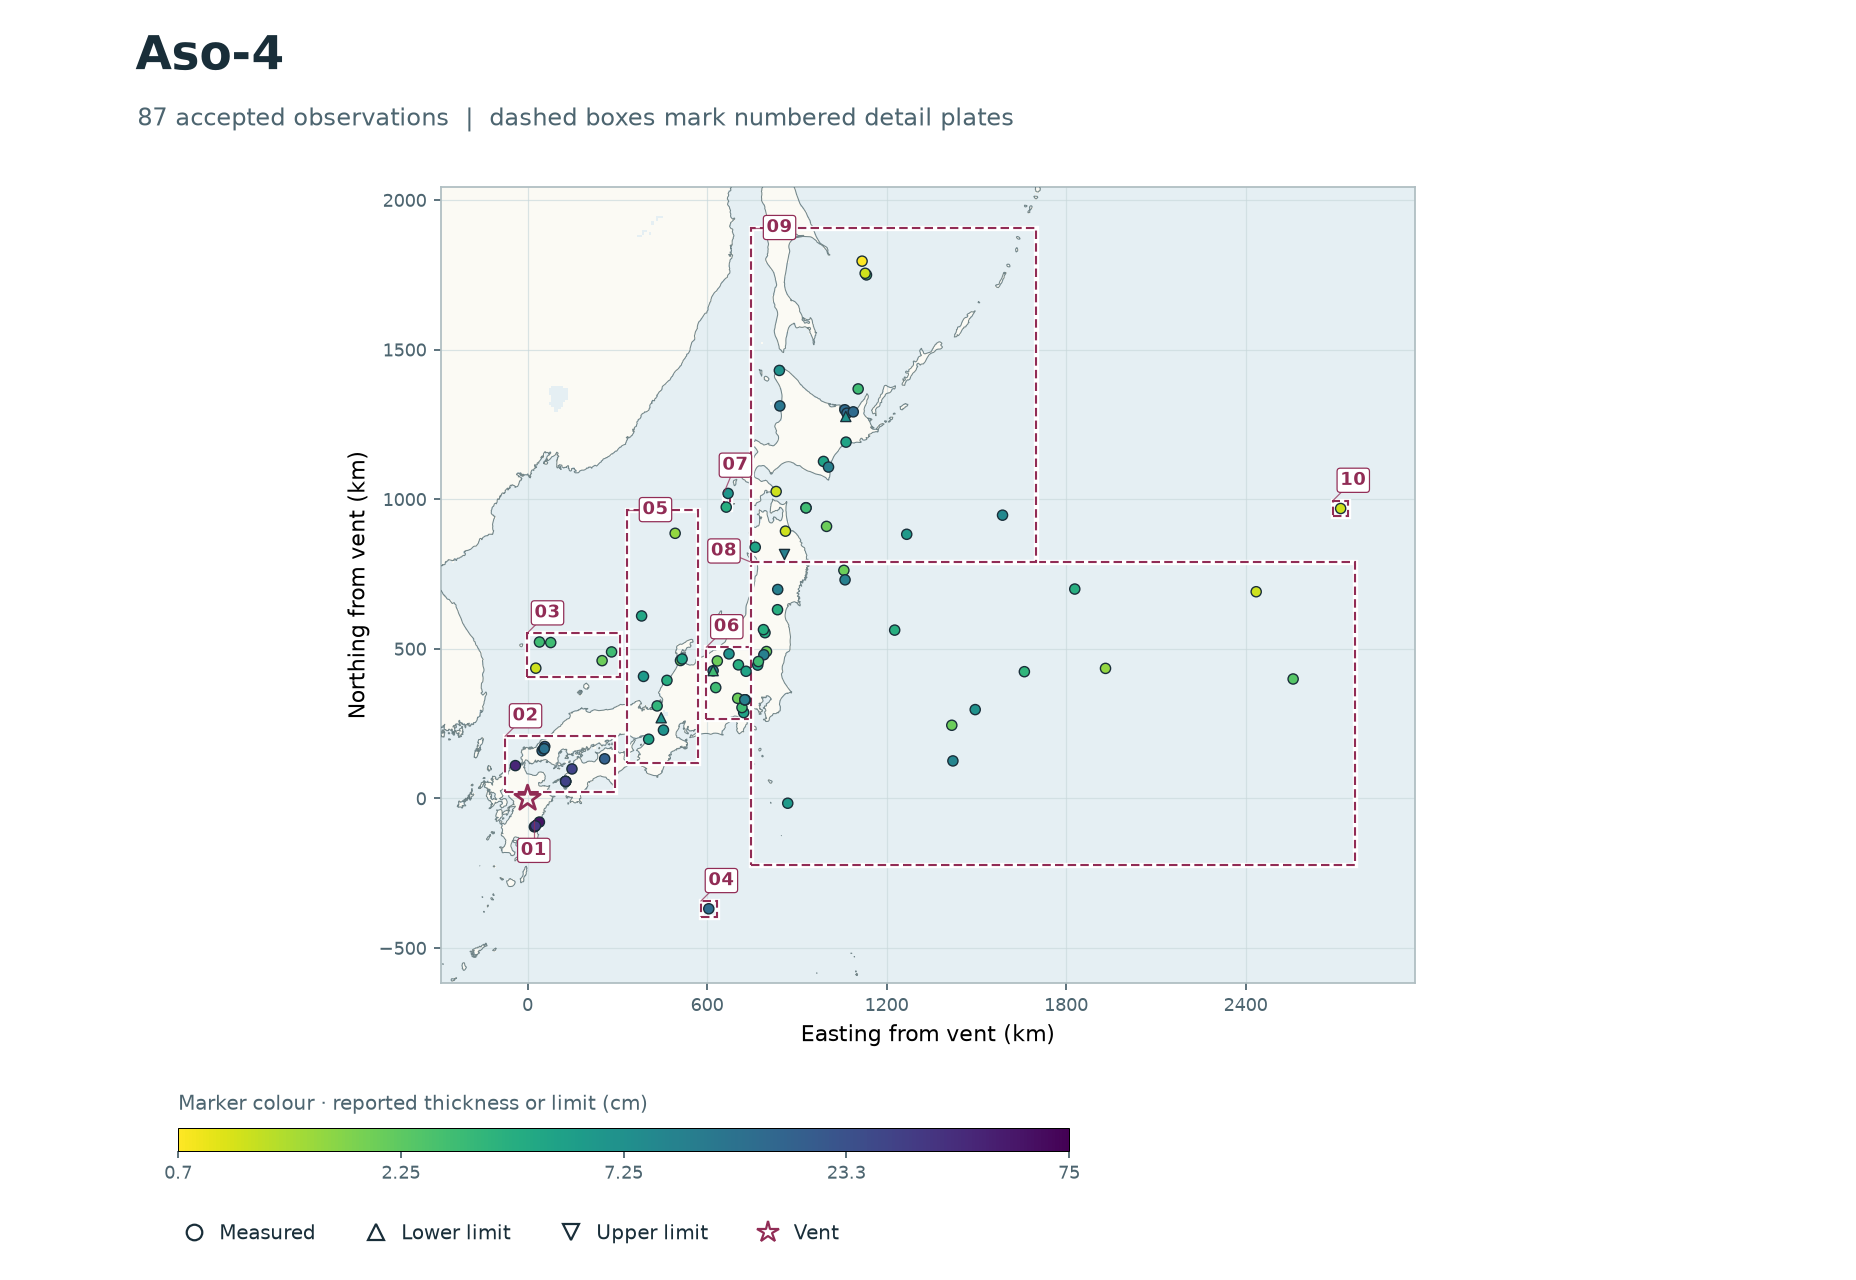 Aso-4
87 accepted observations | dashed boxes mark numbered detail plates
Northing from vent (km)
2000
1500
1000
500
0
−500
09
07
10
05
08
03
06
02
01
04
0 600 1200 1800 2400
Easting from vent (km)
Marker colour · reported thickness or limit (cm)
0.7 2.25 7.25 23.3 75
Measured Lower limit Upper limit Vent